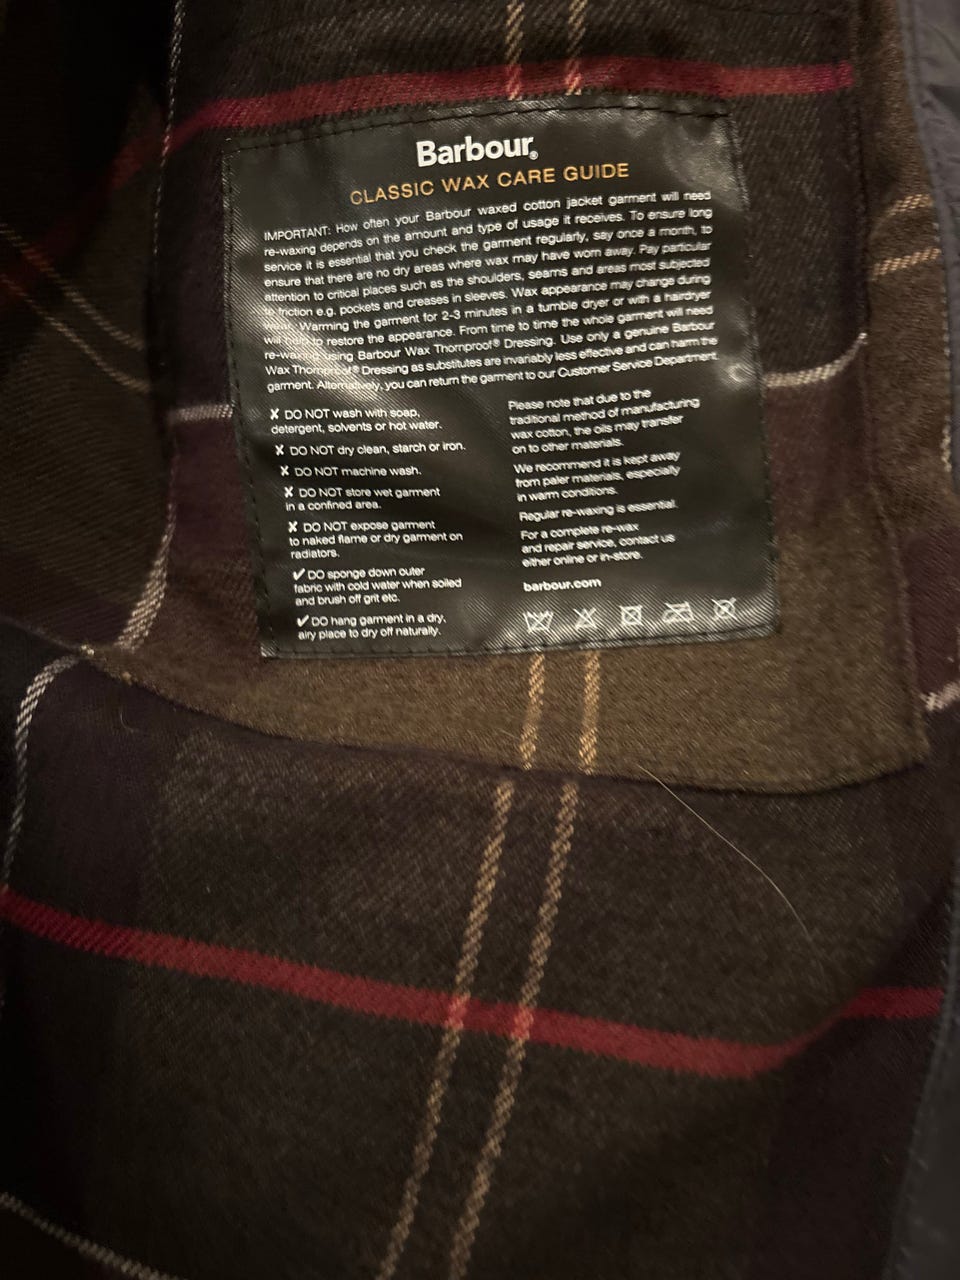 Barbour®
CLASSIC WAX CARE GUIDE
IMPORTANT: How often your Barbour waxed cotton jacket garment will need
re-waxing depends on the amount and type of usage it receives. To ensure long
service it is essential that you check the garment regularly, say once a month, to
ensure that there are no dry areas where wax may have worn away. Pay particular
attention to critical places such as the shoulders, seams and areas most subjected
to friction e.g. pockets and creases in sleeves. Wax appearance may change during
wear. Warming the garment for 2-3 minutes in a tumble dryer or with a hairdryer
will help to restore the appearance. From time to time the whole garment will need
re-waxing using Barbour Wax Thornproof® Dressing. Use only a genuine Barbour
Wax Thornproof® Dressing as substitutes are invariably less effective and can harm the
garment. Alternatively, you can return the garment to our Customer Service Department.
✘ DO NOT wash with soap,
detergent, solvents or hot water.
✘ DO NOT dry clean, starch or iron.
✘ DO NOT machine wash.
✘ DO NOT store wet garment
in a confined area.
✘ DO NOT expose garment
to naked flame or dry garment on
radiators.
✔ DO sponge down outer
fabric with cold water when soiled
and brush off grit etc.
✔ DO hang garment in a dry,
airy place to dry off naturally.
Please note that due to the
traditional method of manufacturing
wax cotton, the oils may transfer
on to other materials.
We recommend it is kept away
from paler materials, especially
in warm conditions.
Regular re-waxing is essential.
For a complete re-wax
and repair service, contact us
either online or in-store.
barbour.com